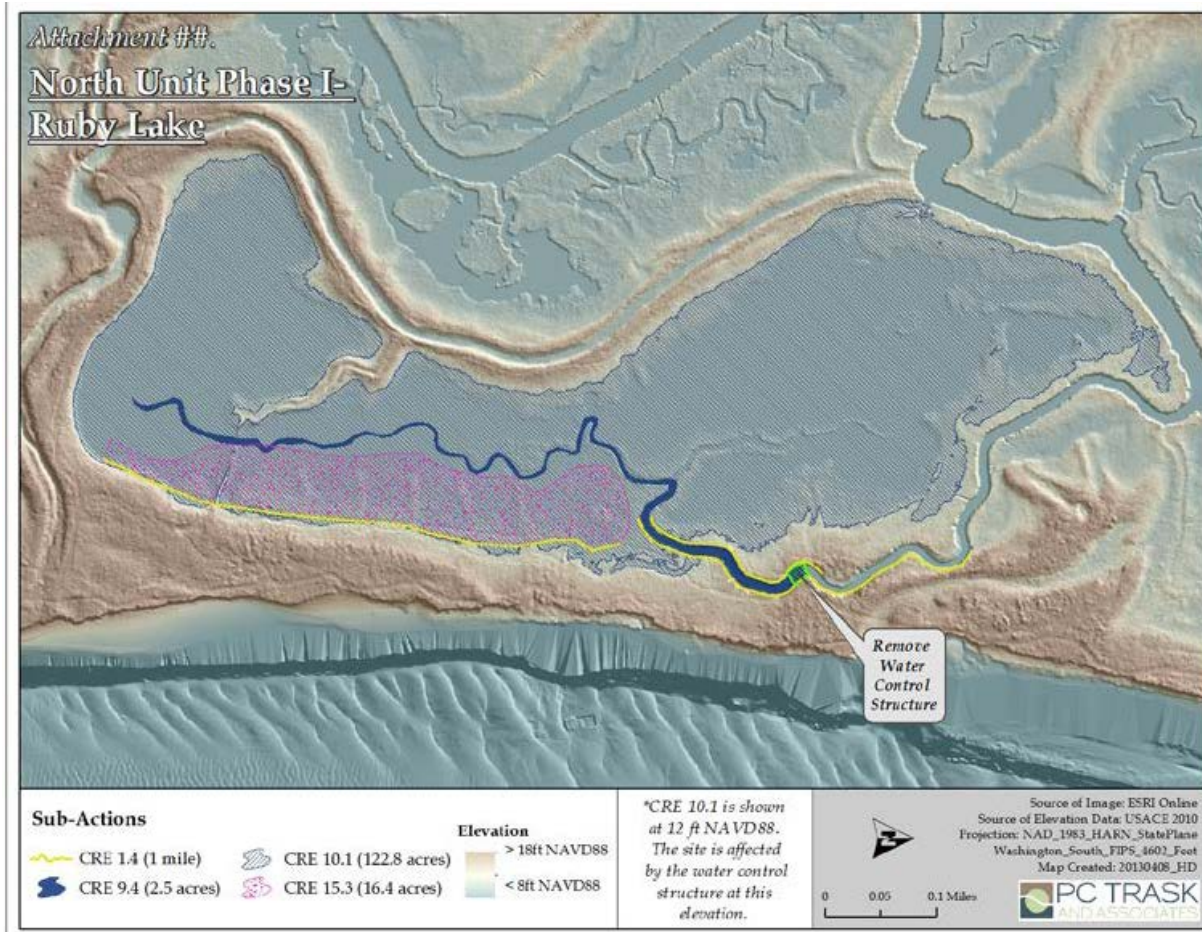 Attachment ##.
North Unit Phase I-
Ruby Lake
Remove
Water
Control
Structure
Sub-Actions
CRE 1.4 (1 mile)
CRE 9.4 (2.5 acres)
CRE 10.1 (122.8 acres)
CRE 15.3 (16.4 acres)
Elevation
> 18ft NAVD88
< 8ft NAVD88
*CRE 10.1 is shown
at 12 ft NAVD88.
The site is affected
by the water control
structure at this
elevation.
N
0 0.05 0.1 Miles
Source of Image: ESRI Online
Source of Elevation Data: USACE 2010
Projection: NAD_1983_HARN_StatePlane
Washington_South_FIPS_4602_Feet
Map Created: 20130408_HD
PC TRASK
AND ASSOCIATES